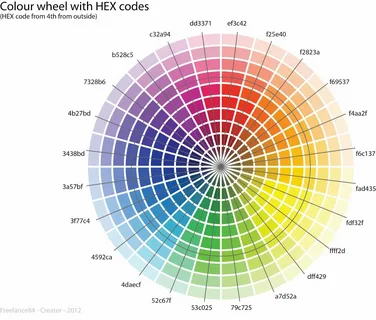 Colour wheel with HEX codes
(HEX code from 4th from outside)
dd3371
ef3c42
c32a94
f25e40
b528c5
f2823a
7328b6
f69537
4b27bd
f4aa2f
3438bd
f6c137
3a57bf
fad435
3f77c4
fdf32f
4592ca
ffff2d
4daecf
dff429
52c67f
a7d52a
53c025
79c725
Freelance84 - Creator - 2012